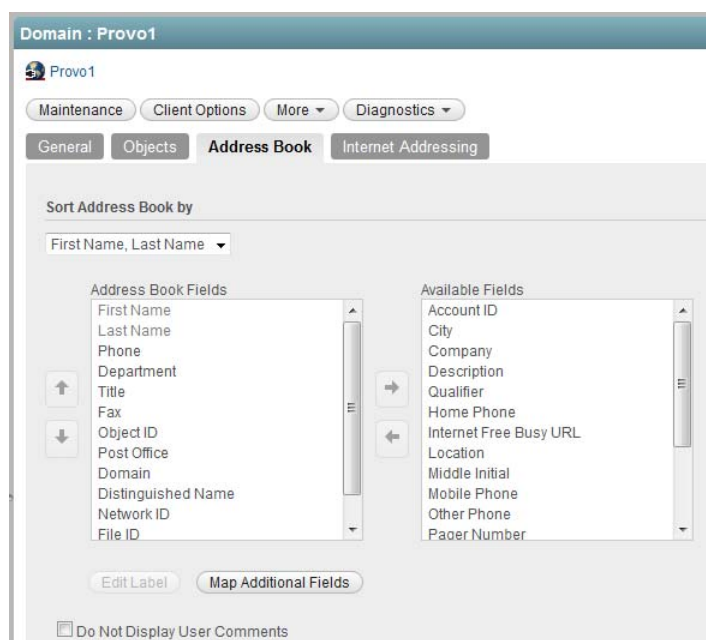 Domain : Provo1
Provo1
Maintenance Client Options More Diagnostics
General Objects Address Book Internet Addressing
Sort Address Book by
First Name, Last Name
Address Book Fields
First Name
Last Name
Phone
Department
Title
Fax
Object ID
Post Office
Domain
Distinguished Name
Network ID
File ID
Available Fields
Account ID
City
Company
Description
Qualifier
Home Phone
Internet Free Busy URL
Location
Middle Initial
Mobile Phone
Other Phone
Pager Number
Edit Label Map Additional Fields
Do Not Display User Comments